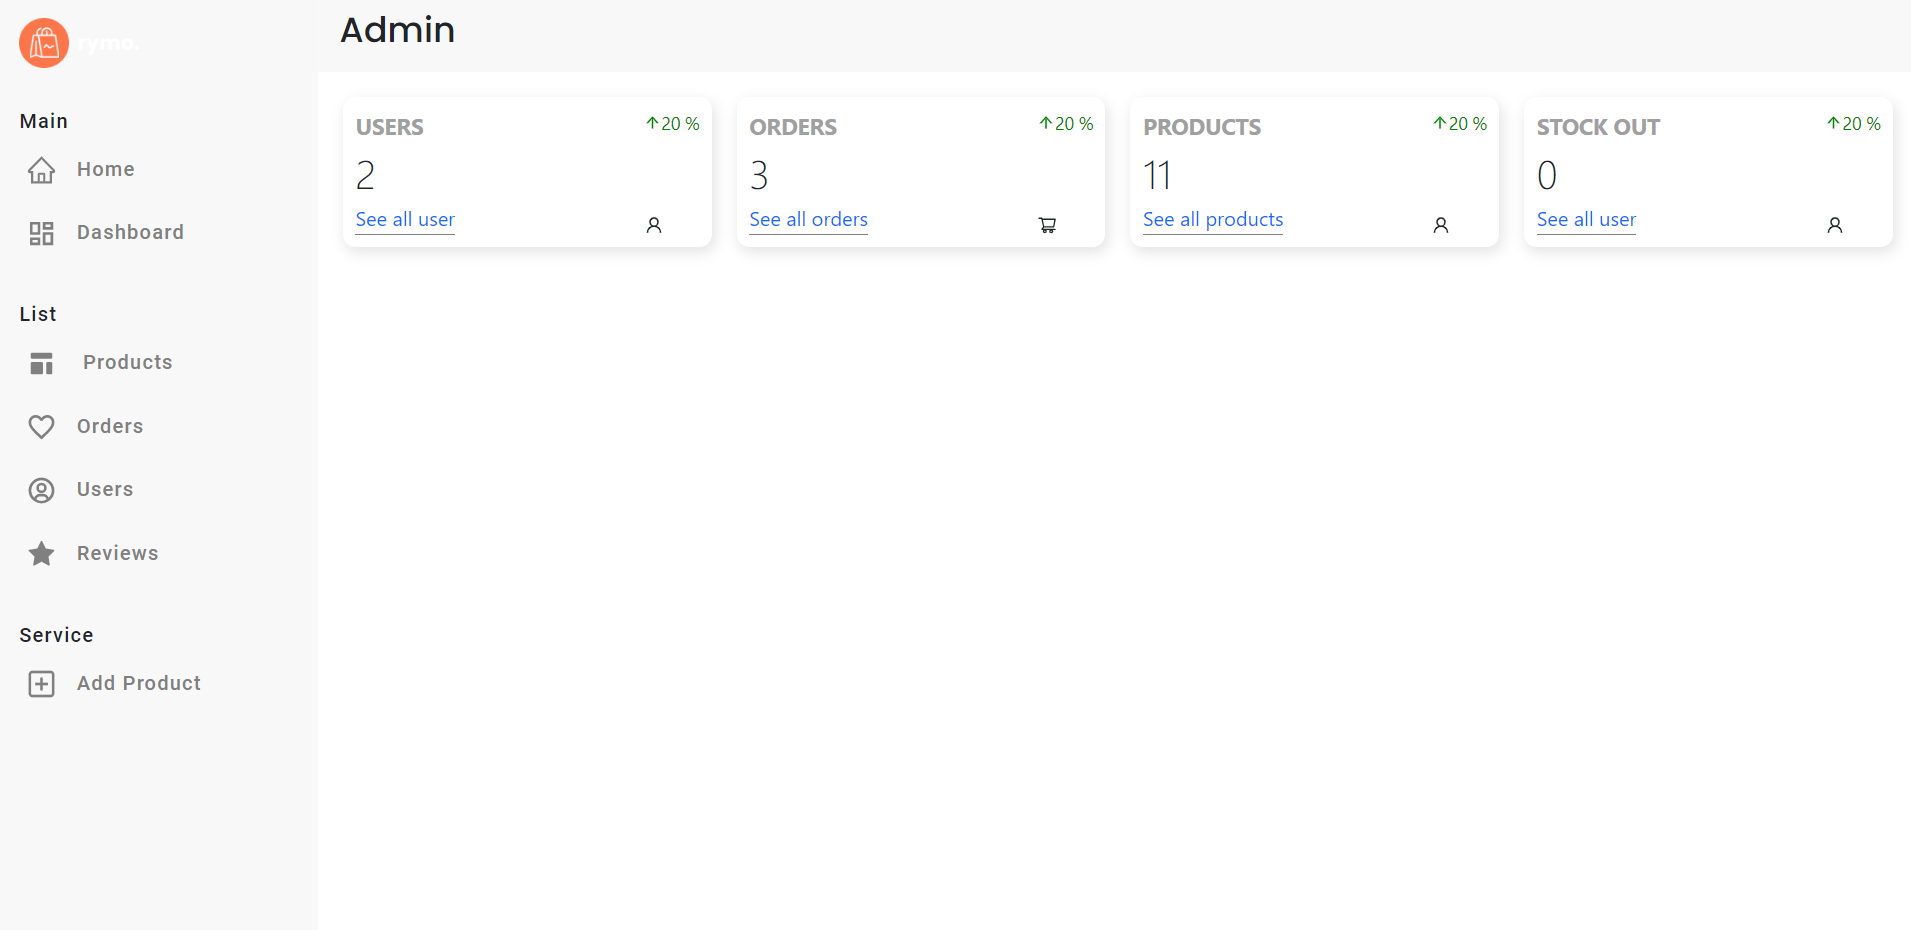 rymo.
Admin
Main
Home
Dashboard
List
Products
Orders
Users
Reviews
Service
Add Product
USERS
20 %
2
See all user
ORDERS
20 %
3
See all orders
PRODUCTS
20 %
11
See all products
STOCK OUT
20 %
0
See all user